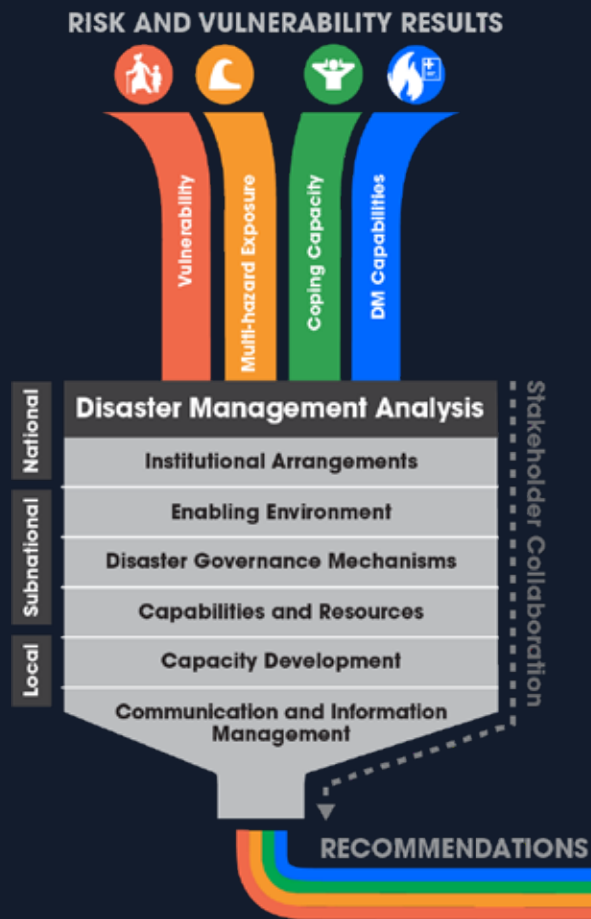 RISK AND VULNERABILITY RESULTS
Vulnerability
Multi-hazard Exposure
Coping Capacity
DM Capabilities
National
Subnational
Local
Disaster Management Analysis
Institutional Arrangements
Enabling Environment
Disaster Governance Mechanisms
Capabilities and Resources
Capacity Development
Communication and Information
Management
Stakeholder Collaboration
RECOMMENDATIONS